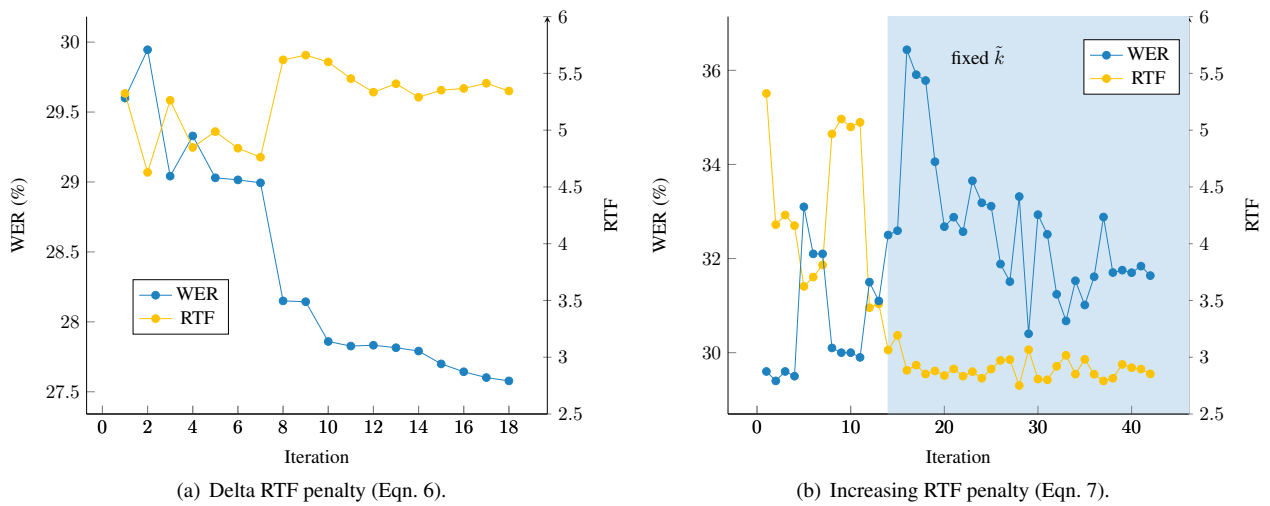 30
29.5
29
28.5
28
27.5
WER (%)
6
5.5
5
4.5
4
3.5
3
2.5
RTF
WER
RTF
0 2 4 6 8 10 12 14 16 18
Iteration
(a) Delta RTF penalty (Eqn. 6).
36
34
32
30
WER (%)
6
5.5
5
4.5
4
3.5
3
2.5
RTF
fixed k̃
WER
RTF
0 10 20 30 40
Iteration
(b) Increasing RTF penalty (Eqn. 7).